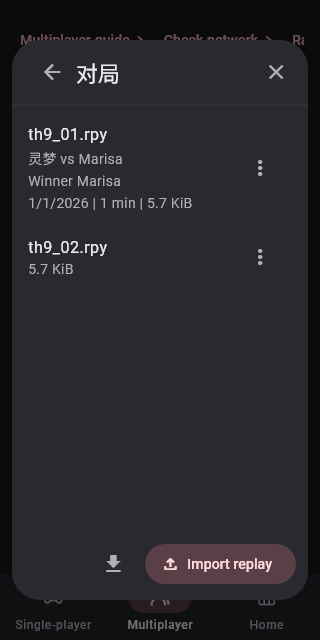 Multiplayer guide
Check network
Ra
对局
th9_01.rpy
灵梦 vs Marisa
Winner Marisa
1/1/2026 | 1 min | 5.7 KiB
th9_02.rpy
5.7 KiB
Import replay
Single-player
Multiplayer
Home